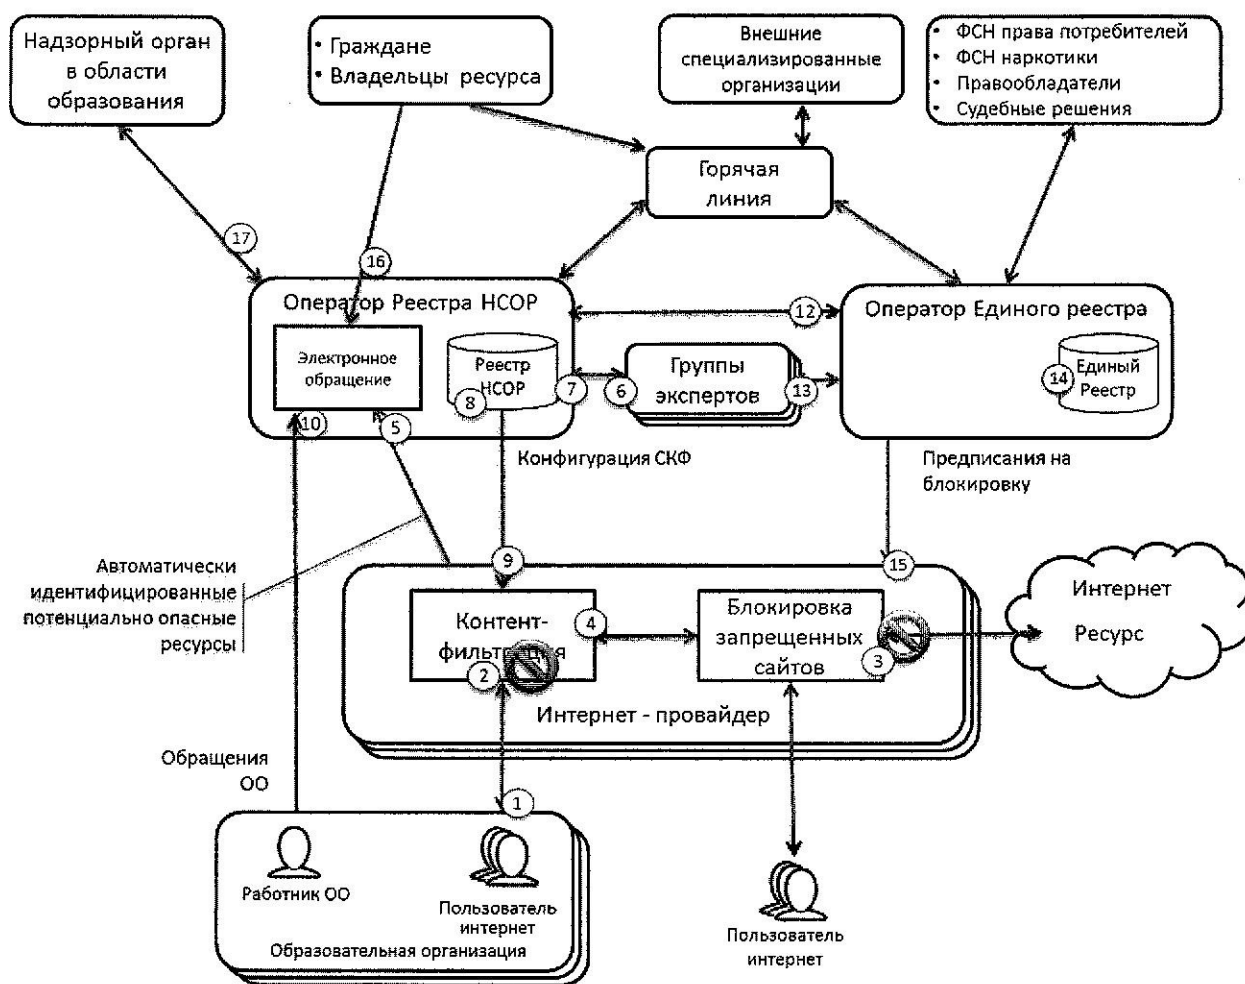 Надзорный орган
в области
образования
• Граждане
• Владельцы ресурса
Внешние
специализированные
организации
• ФСН права потребителей
• ФСН наркотики
• Правообладатели
• Судебные решения
Горячая
линия
17
16
Оператор Реестра НСОР
Электронное
обращение
Реестр
НСОР
8
7
6
Группы
экспертов
12
13
Оператор Единого реестра
14
Единый
Реестр
10
5
Конфигурация СКФ
Предписания на
блокировку
Автоматически
идентифицированные
потенциально опасные
ресурсы
9
15
Контент-
фильтрация
2
4
Блокировка
запрещенных
сайтов
3
Интернет
Ресурс
Интернет - провайдер
Обращения
ОО
1
Работник ОО
Пользователь
интернет
Образовательная организация
Пользователь
интернет